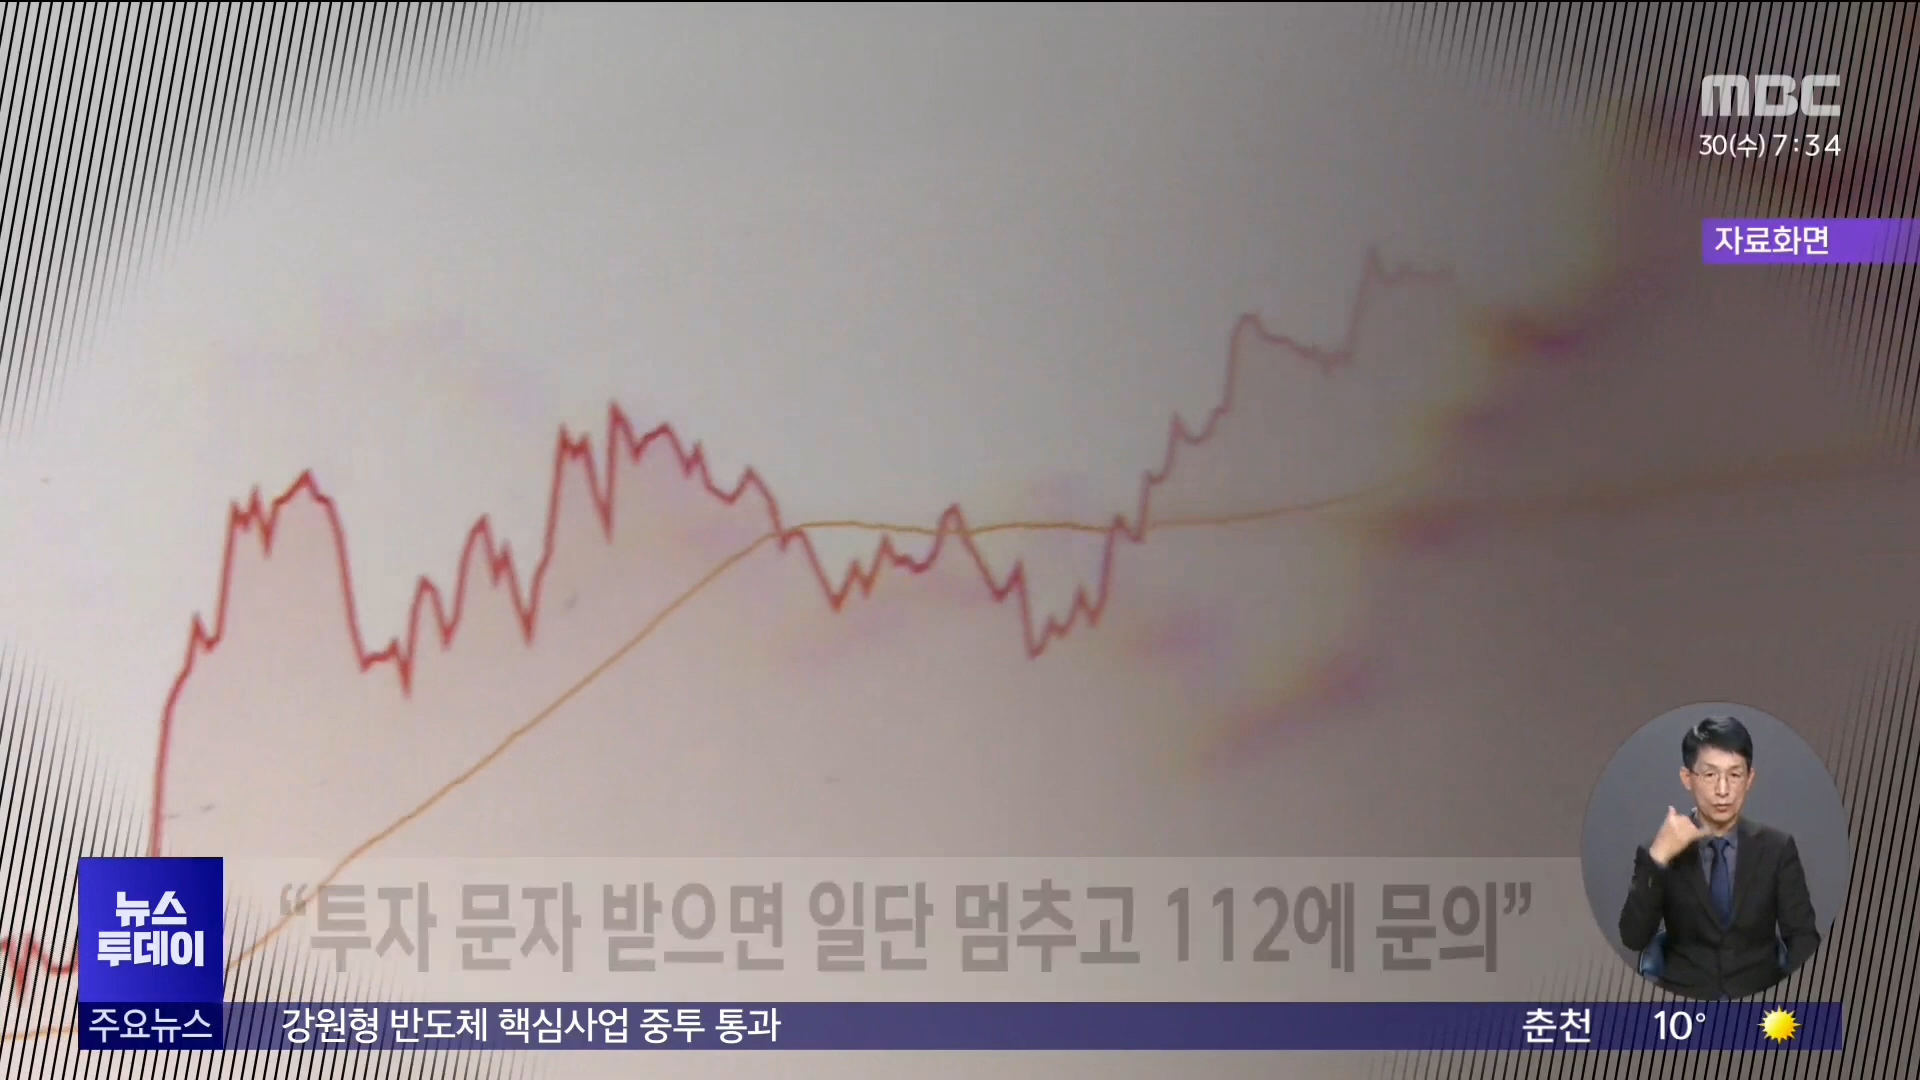 MBC
30(수) 7:34
자료화면
뉴스
투데이
“투자 문자 받으면 일단 멈추고 112에 문의”
주요뉴스 강원형 반도체 핵심사업 중투 통과 춘천 10°